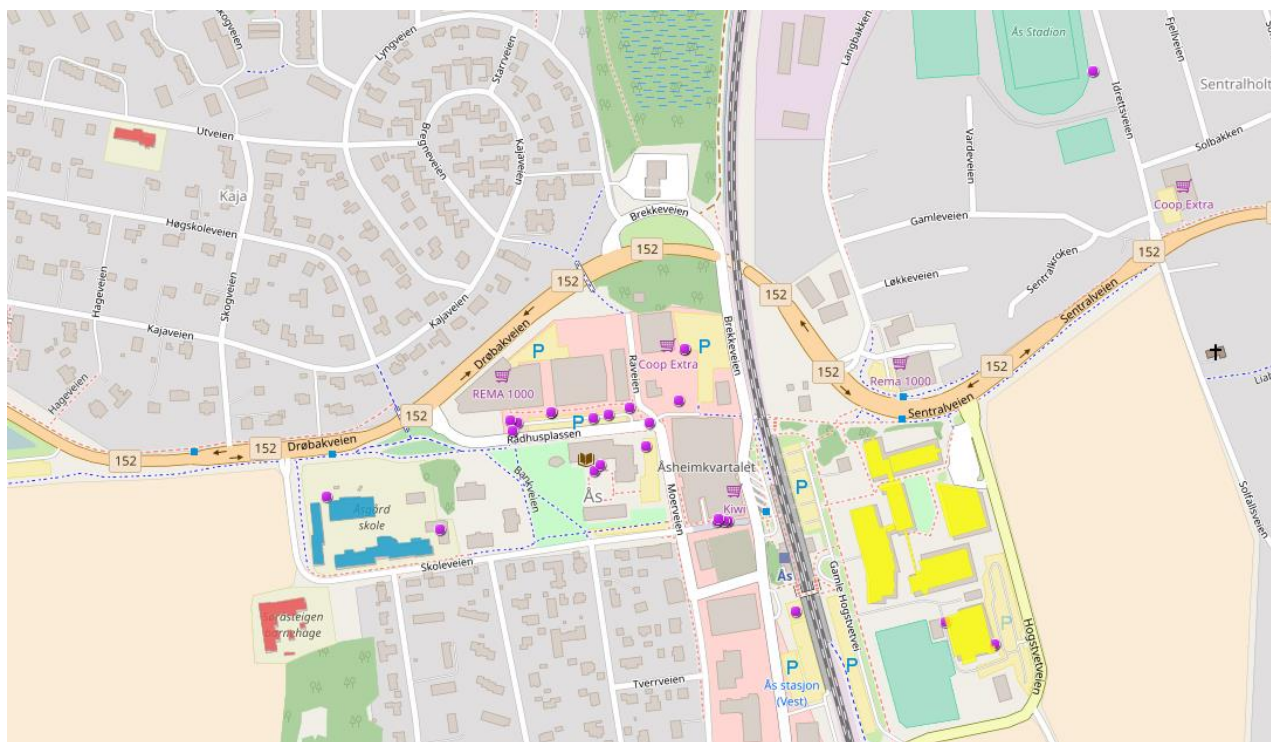 Skogveien
Lyngveien
Starrveien
Langbakken
Ås Stadion
Idrettsveien
Fjellveien
Sentralholt
Utveien
Bregneveien
Kajaveien
Vardeveien
Solbakken
Kaja
Coop Extra
Brekkeveien
Gamleveien
Høgskoleveien
152
152
152
152
Sentralkroken
Løkkeveien
Hageveien
Skogveien
Kajaveien
Kajaveien
Drøbakveien
Sentralveien
152
P
P
Raveien
Coop Extra
Brekkeveien
152
152
Rema 1000
REMA 1000
Hageveien
152
P
Sentralveien
Rådhusplassen
152
152
Drøbakveien
Åsheimkvartalet
Bankveien
Ås
Kiwi
P
Moerveien
Åsgård
skole
Solfallsveien
Skoleveien
Ås
Gamle Hogstvetvei
Søråsteigen
barnehage
P
Hogstvetveien
Tverrveien
P
P
Ås stasjon
(Vest)